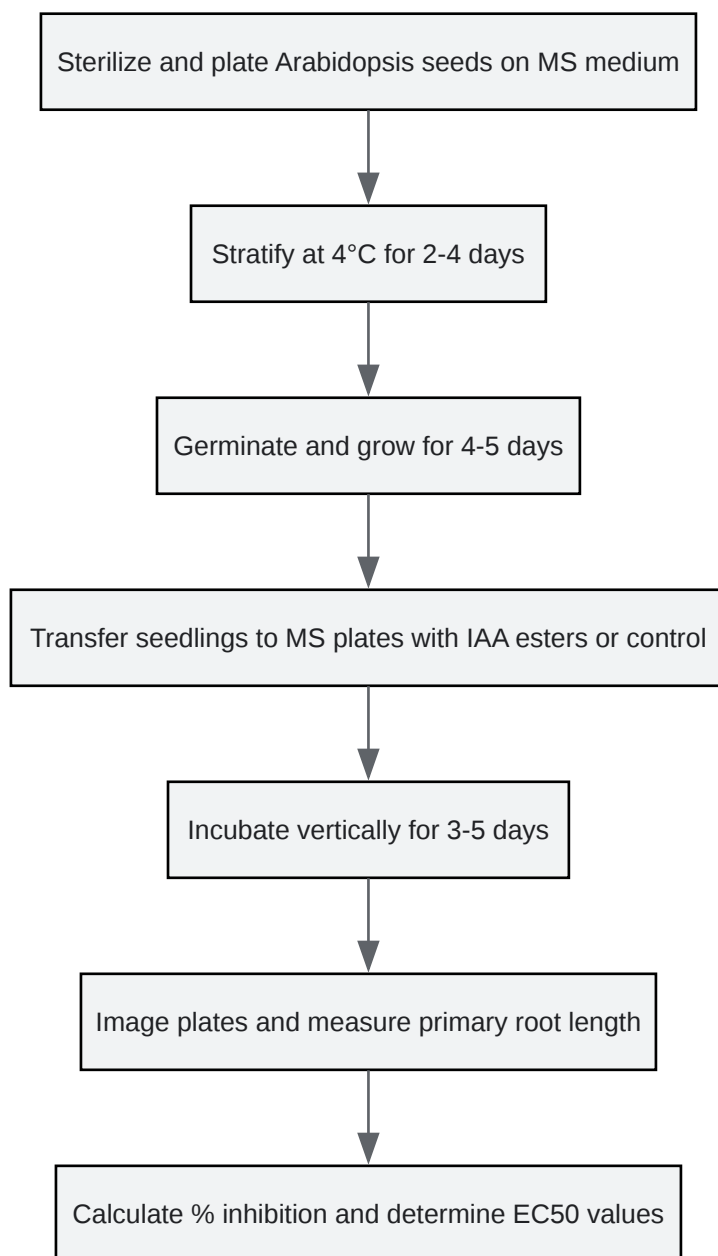 Sterilize and plate Arabidopsis seeds on MS medium
Stratify at 4°C for 2-4 days
Germinate and grow for 4-5 days
Transfer seedlings to MS plates with IAA esters or control
Incubate vertically for 3-5 days
Image plates and measure primary root length
Calculate % inhibition and determine EC50 values